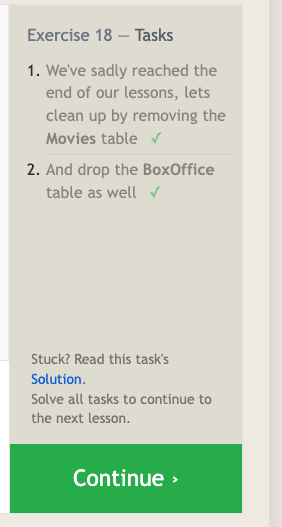 Exercise 18 — Tasks
1. We've sadly reached the
end of our lessons, lets
clean up by removing the
Movies table ✓
2. And drop the BoxOffice
table as well ✓
Stuck? Read this task's
Solution.
Solve all tasks to continue to
the next lesson.
Continue ›